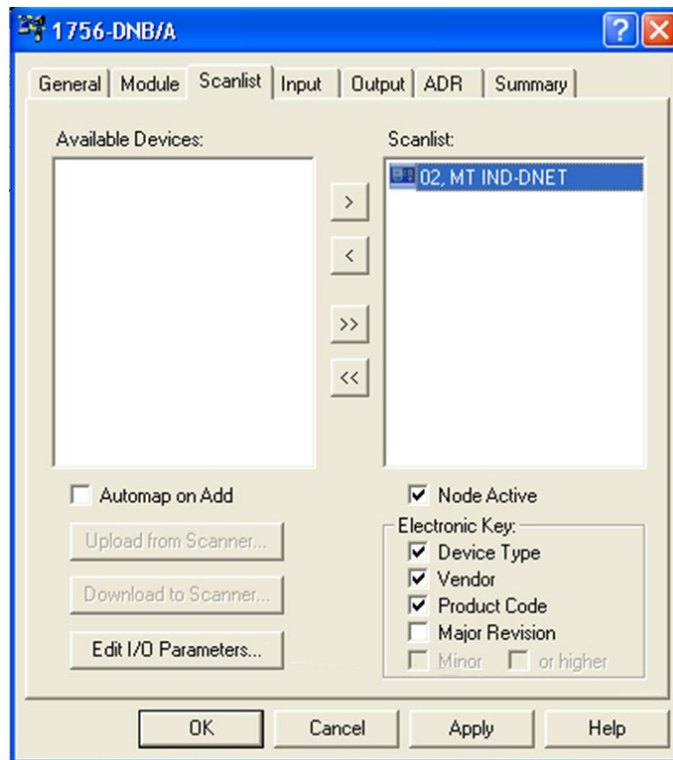 1756-DNB/A
General Module Scanlist Input Output ADR Summary
Available Devices:
Scanlist:
02, MT IND-DNET
>
<
>>
<<
Automap on Add
Node Active
Upload from Scanner...
Electronic Key:
Device Type
Vendor
Download to Scanner...
Product Code
Major Revision
Edit I/O Parameters...
Minor or higher
OK Cancel Apply Help